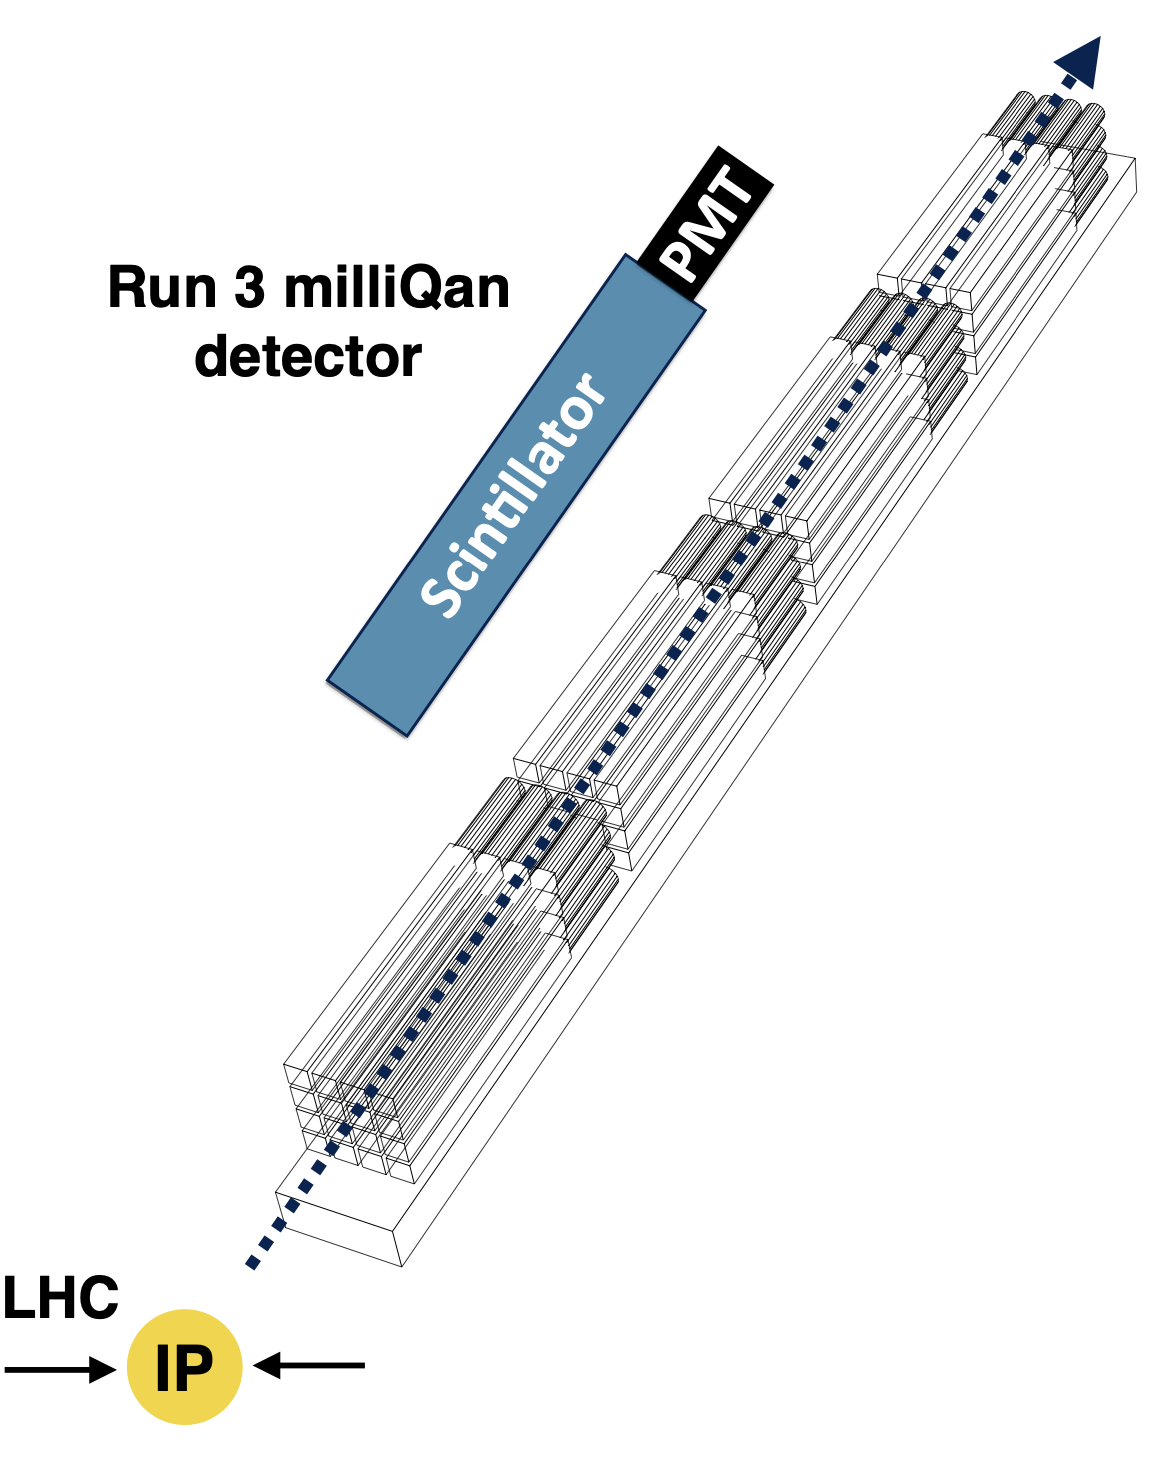 Run 3 milliQan
detector
PMT
Scintillator
LHC
IP